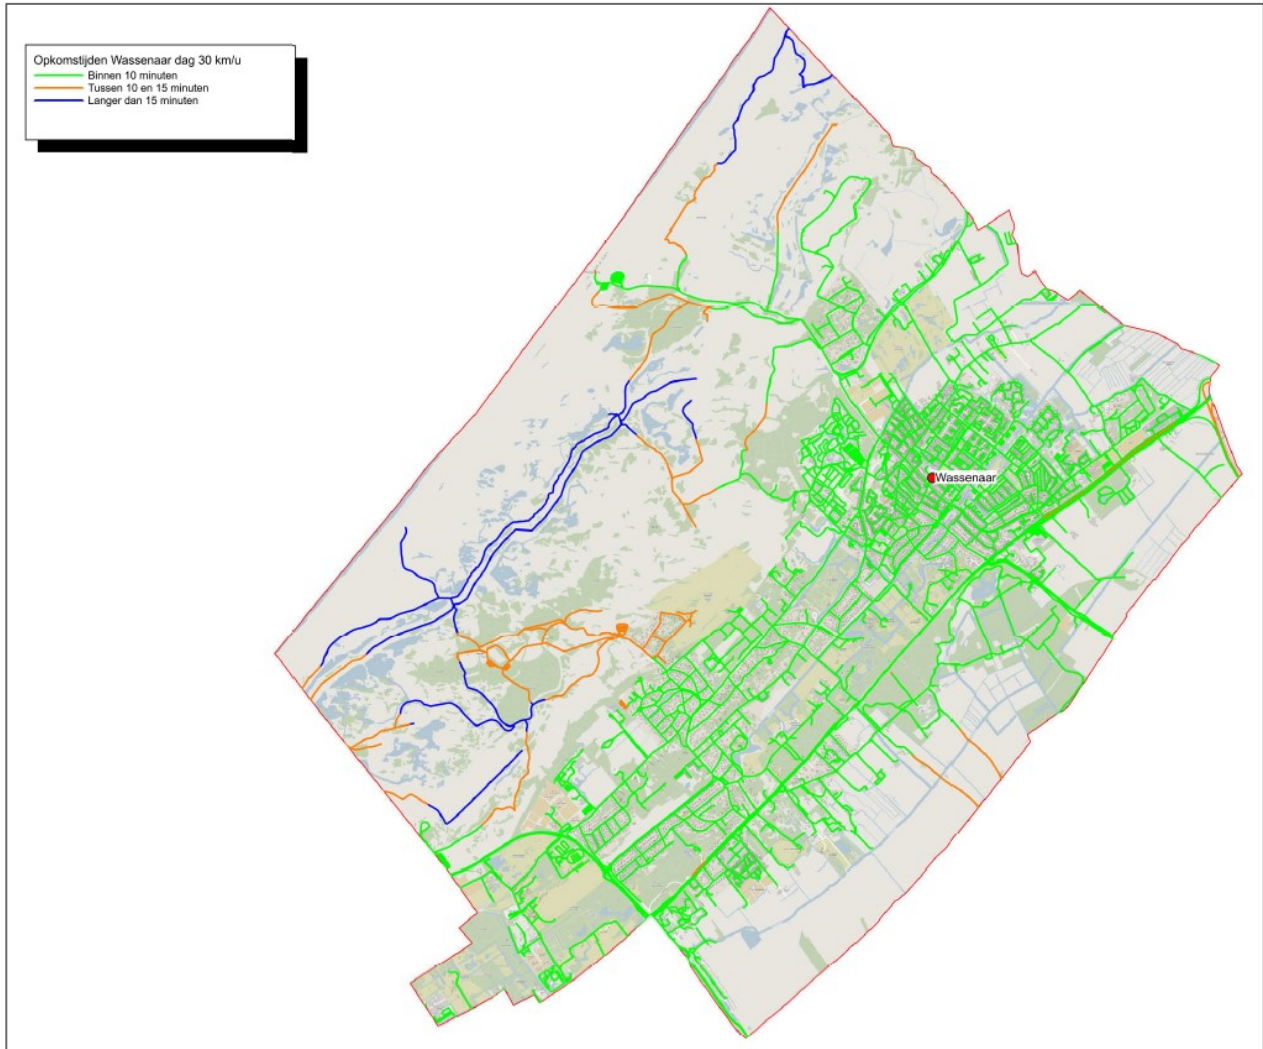 Opkomstijden Wassenaar dag 30 km/u
Binnen 10 minuten
Tussen 10 en 15 minuten
Langer dan 15 minuten
Wassenaar